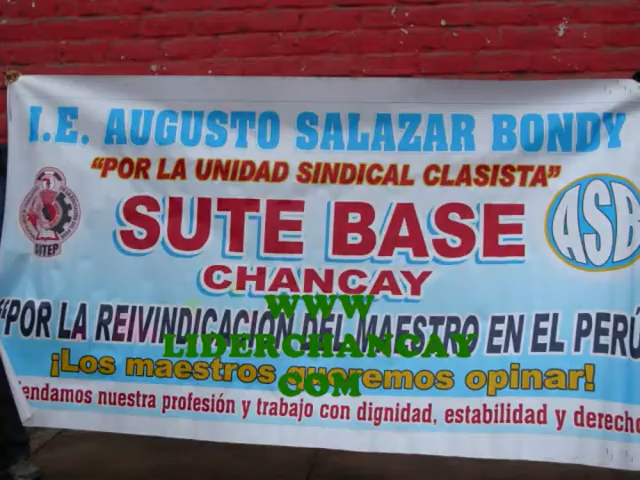 I.E. AUGUSTO SALAZAR BONDY
"POR LA UNIDAD SINDICAL CLASISTA"
SUTE BASE
CHANCAY
SUTEP
ASB
"POR LA REIVINDICACIÓN DEL MAESTRO EN EL PERÚ
¡Los maestros queremos opinar!
endamos nuestra profesión y trabajo con dignidad, estabilidad y derecho
WWW
LIDERCHANCAY
COM